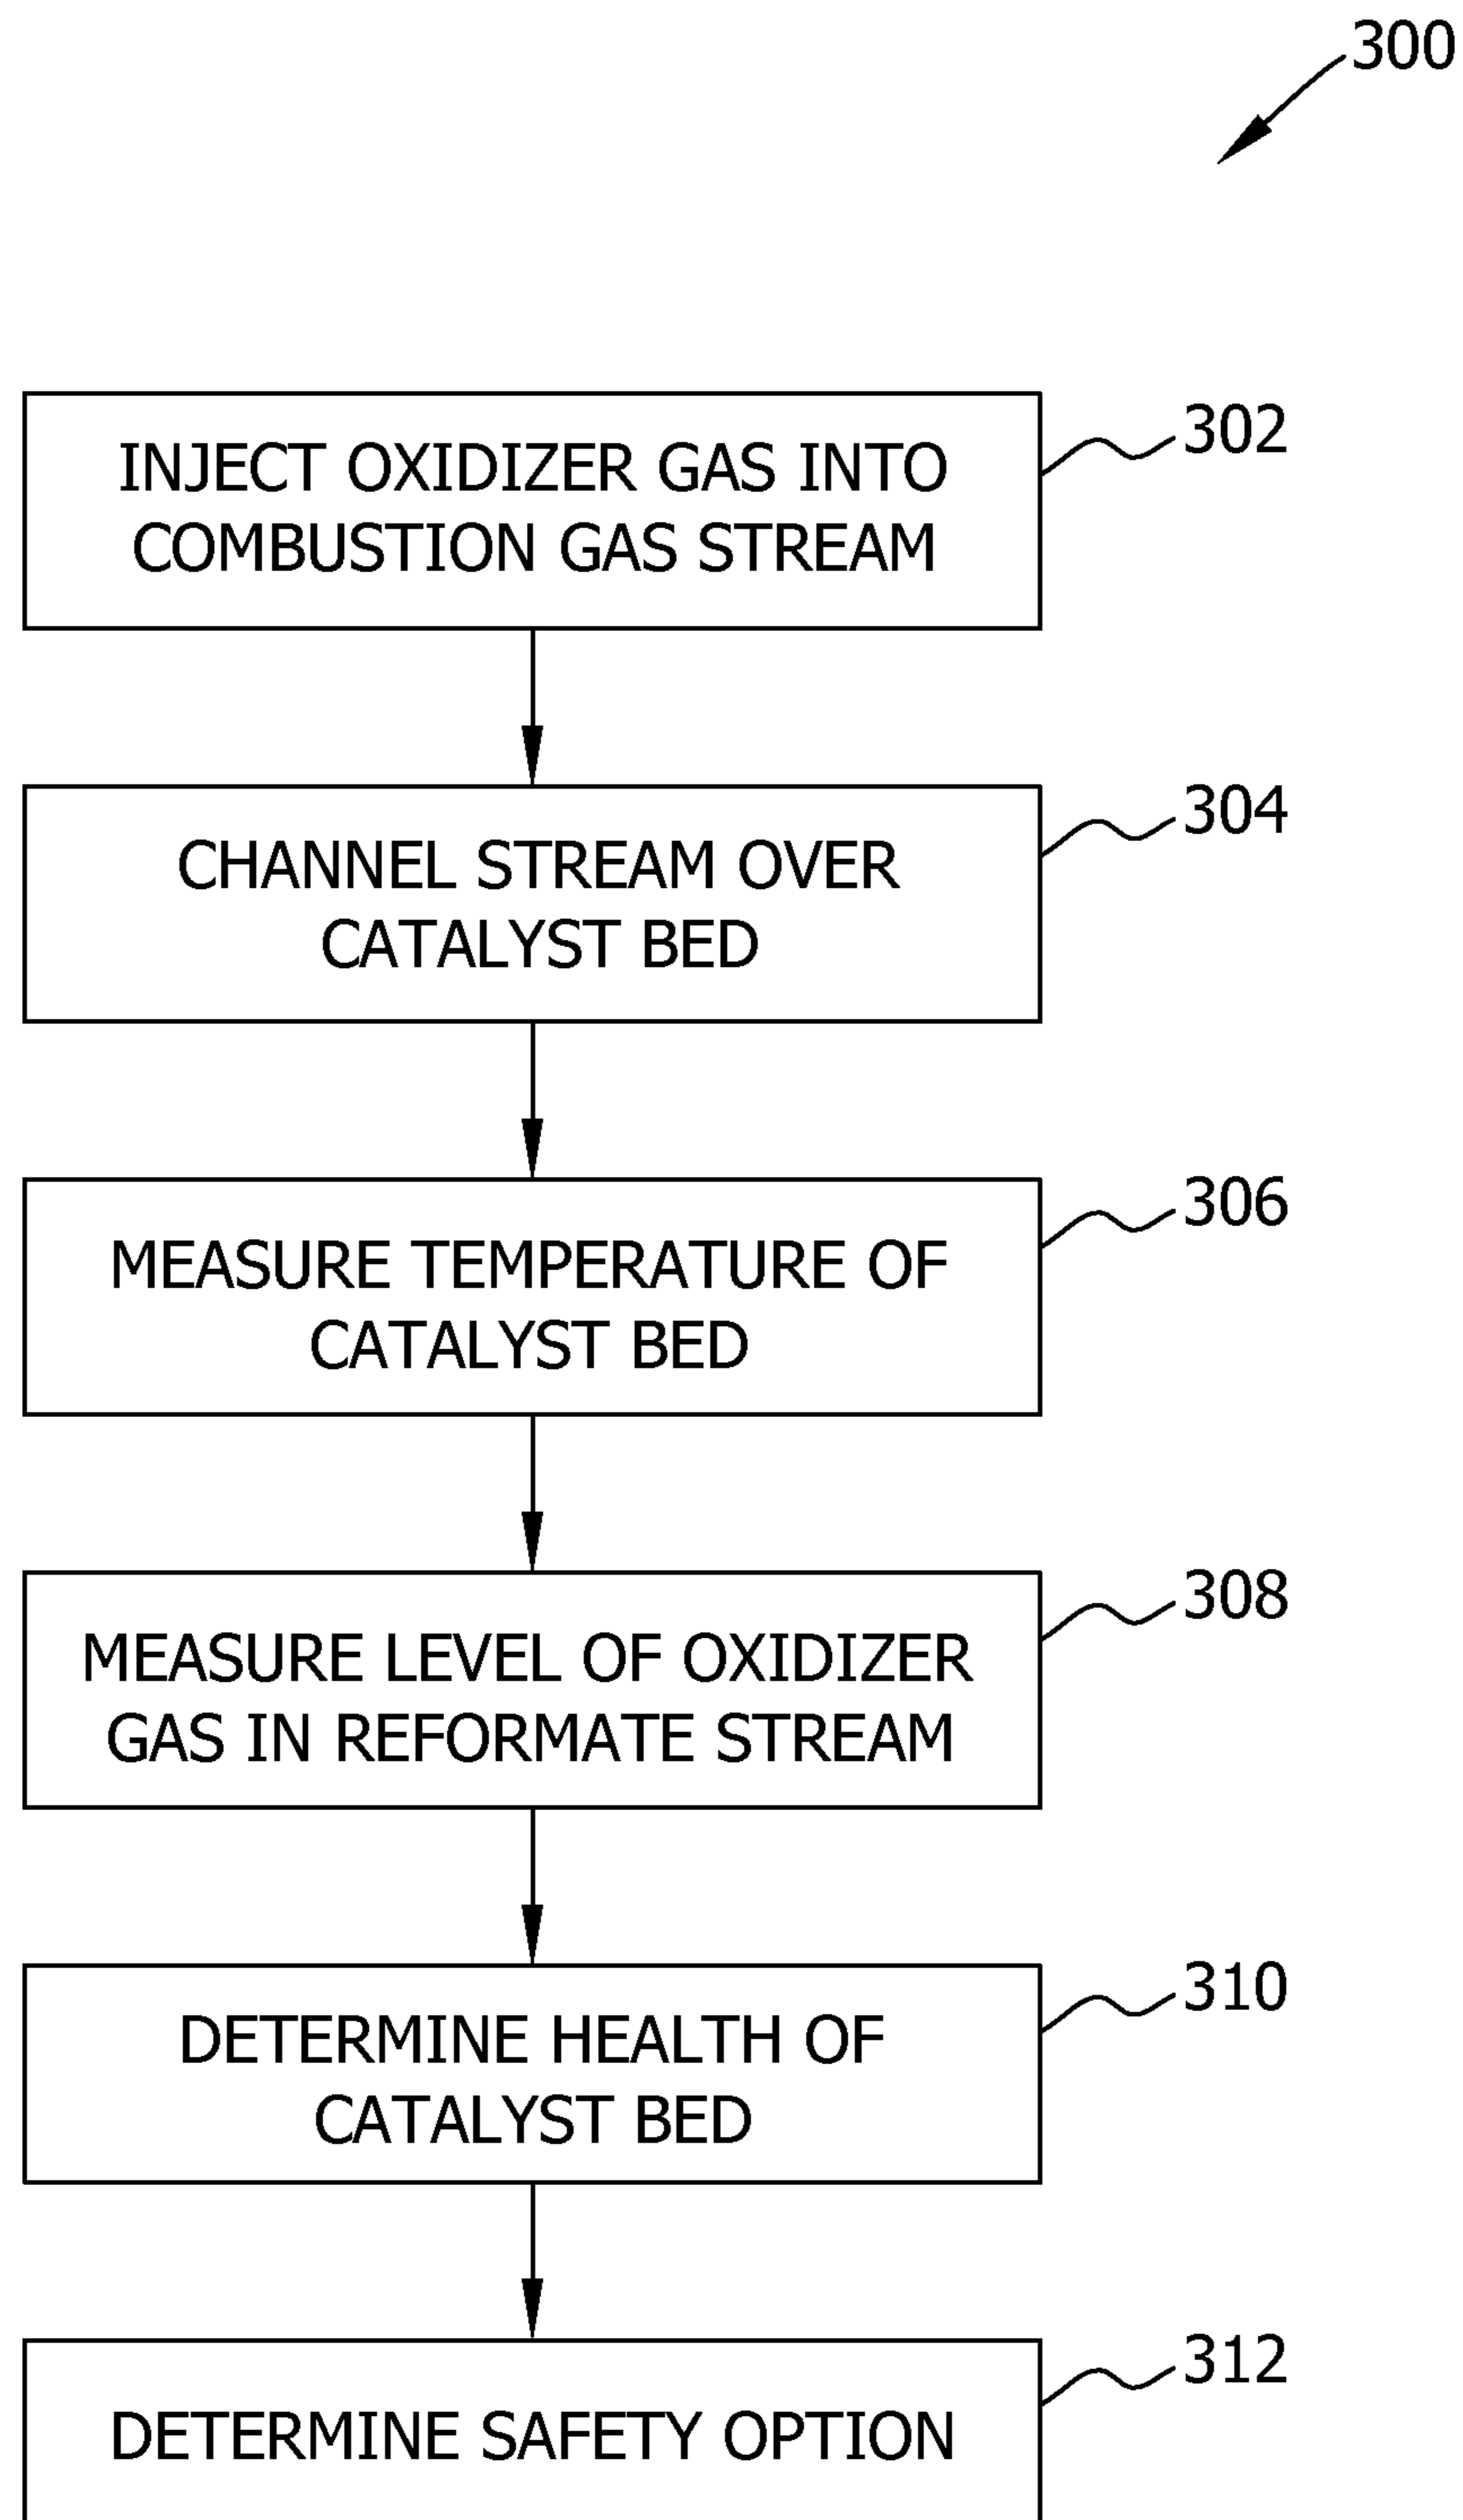 300
INJECT OXIDIZER GAS INTO
COMBUSTION GAS STREAM
302
CHANNEL STREAM OVER
CATALYST BED
304
MEASURE TEMPERATURE OF
CATALYST BED
306
MEASURE LEVEL OF OXIDIZER
GAS IN REFORMATE STREAM
308
DETERMINE HEALTH OF
CATALYST BED
310
DETERMINE SAFETY OPTION
312